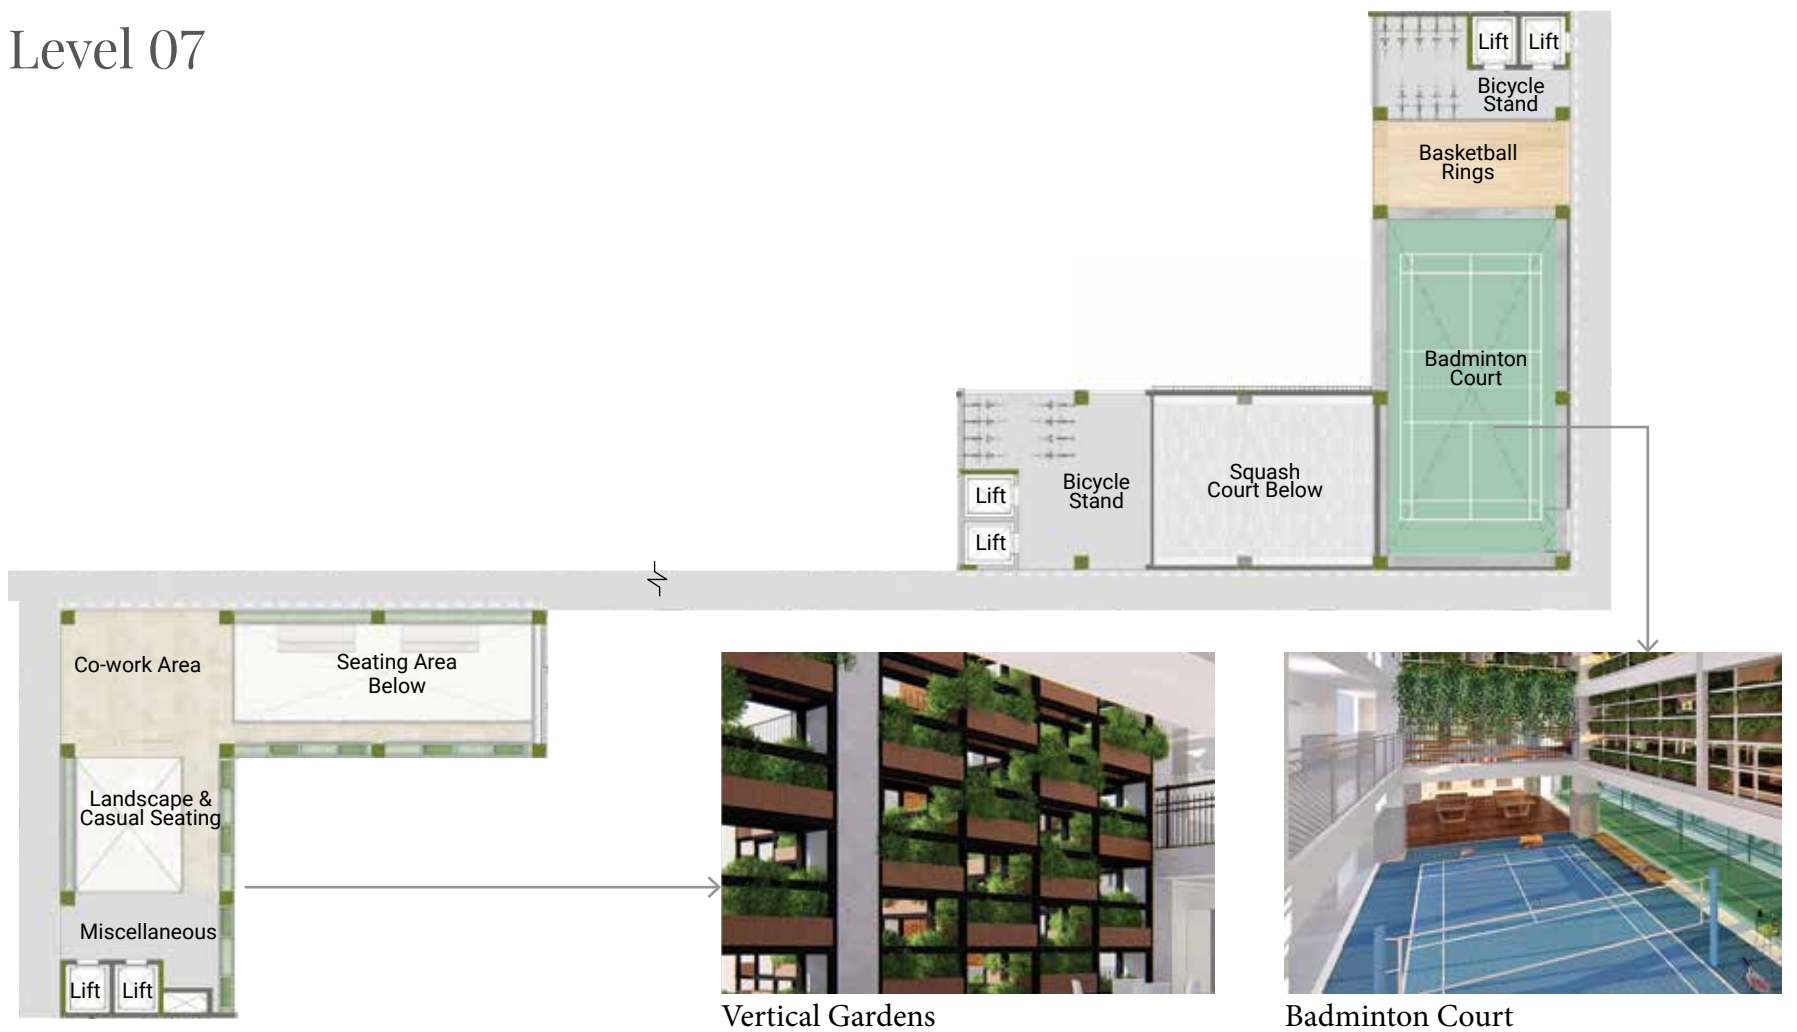 Level 07
Lift
Lift
Bicycle
Stand
Basketball
Rings
Badminton
Court
Squash
Court Below
Bicycle
Stand
Lift
Lift
Co-work Area
Seating Area
Below
Landscape &
Casual Seating
Miscellaneous
Lift
Lift
Vertical Gardens
Badminton Court